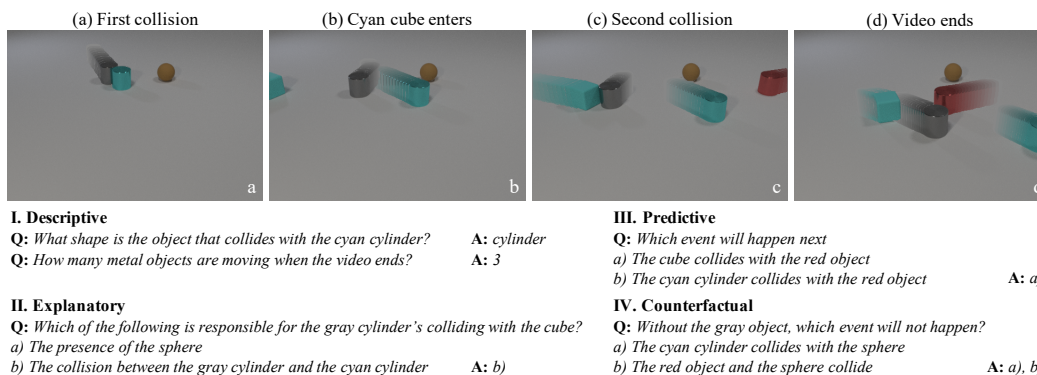 (a) First collision
(b) Cyan cube enters
(c) Second collision
(d) Video ends
a
b
c
I. Descriptive
Q: What shape is the object that collides with the cyan cylinder? A: cylinder
Q: How many metal objects are moving when the video ends? A: 3
II. Explanatory
Q: Which of the following is responsible for the gray cylinder's colliding with the cube?
a) The presence of the sphere
b) The collision between the gray cylinder and the cyan cylinder A: b)
III. Predictive
Q: Which event will happen next
a) The cube collides with the red object
b) The cyan cylinder collides with the red object A: a)
IV. Counterfactual
Q: Without the gray object, which event will not happen?
a) The cyan cylinder collides with the sphere
b) The red object and the sphere collide A: a), b